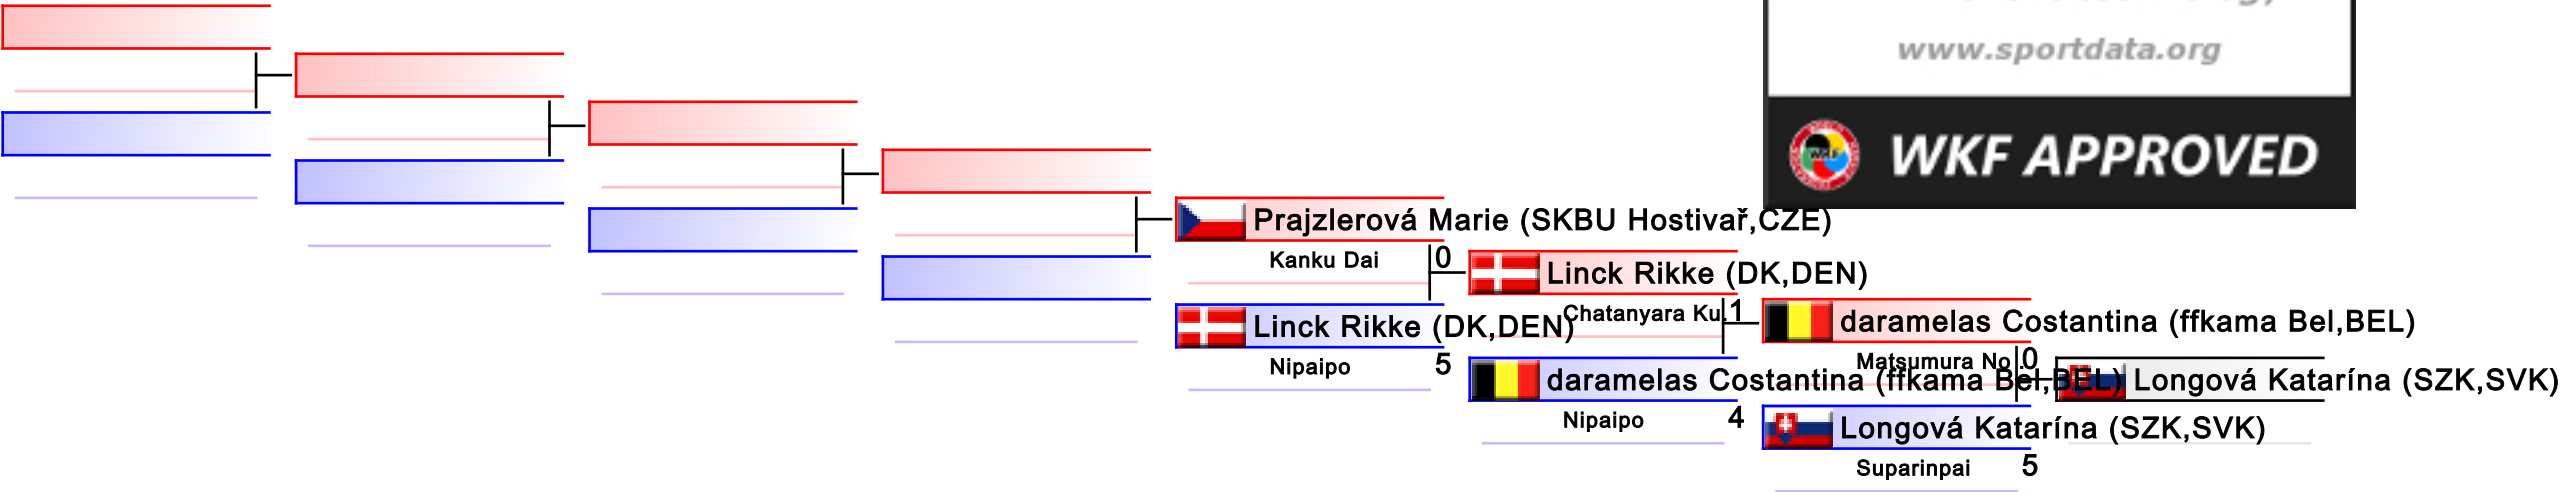 www.sportdata.org
WKF APPROVED
Prajzlerová Marie (SKBU Hostivař,CZE)
Kanku Dai
0
Linck Rikke (DK,DEN)
Chatanyara Ku.
1
Linck Rikke (DK,DEN)
Nipaipo
5
daramelas Costantina (ffkama Bel,BEL)
Matsumura No
0
daramelas Costantina (ffkama Bel,BEL)
Nipaipo
4
Longová Katarína (SZK,SVK)
Longová Katarína (SZK,SVK)
Suparinpai
5